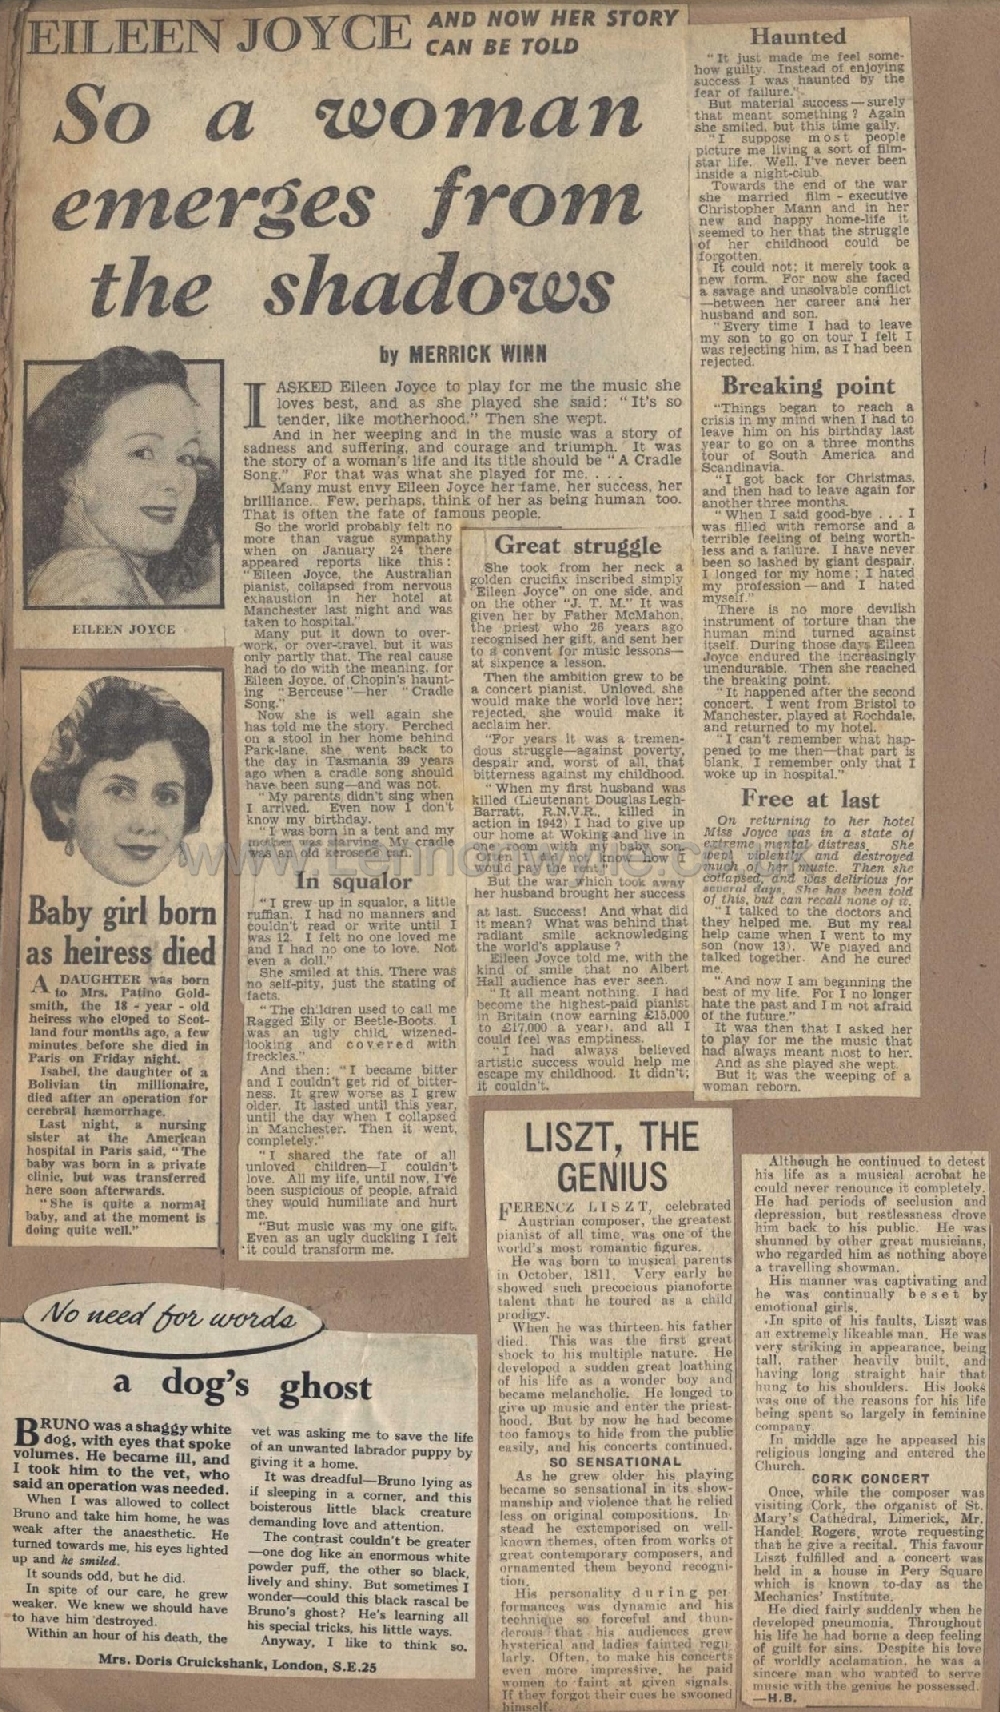 EILEEN JOYCE
AND NOW HER STORY
CAN BE TOLD
So a woman
emerges from
the shadows
by MERRICK WINN
I ASKED Eileen Joyce to play for me the music she
loves best, and as she played she said: "It's so
tender, like motherhood." Then she wept.
And in her weeping and in the music was a story of
sadness and suffering, and courage and triumph. It was
the story of a woman's life and its title should be "A Cradle
Song." For that was what she played for me. . . .
Many must envy Eileen Joyce her fame, her success, her
brilliance. Few, perhaps, think of her as being human too.
That is often the fate of famous people.
So the world probably felt no
more than vague sympathy
when on January 24 there
appeared reports like this:
"Eileen Joyce, the Australian
pianist, collapsed from nervous
exhaustion in her hotel at
Manchester last night and was
taken to hospital."
Many put it down to over-
work, or over-travel, but it was
only partly that. The real cause
had to do with the meaning, for
Eileen Joyce, of Chopin's haunt-
ing "Berceuse"—her "Cradle
Song."
Now she is well again she
has told me the story. Perched
on a stool in her home behind
Park-lane, she went back to
the day in Tasmania 39 years
ago when a cradle song should
have been sung—and was not.
"My parents didn't sing when
I arrived. Even now I don't
know my birthday.
"I was born in a tent and my
mother was starving. My cradle
was an old kerosene can.
In squalor
"I grew up in squalor, a little
ruffian. I had no manners and
couldn't read or write until I
was 12. I felt no one loved me
and I had no one to love. Not
even a doll."
She smiled at this. There was
no self-pity, just the stating of
facts.
"The children used to call me
Ragged Elly or Beetle-Boots. I
was an ugly child, wizened-
looking and covered with
freckles."
And then: "I became bitter
and I couldn't get rid of bitter-
ness. It grew worse as I grew
older. It lasted until this year,
until the day when I collapsed
in Manchester. Then it went,
completely."
"I shared the fate of all
unloved children—I couldn't
love. All my life, until now, I've
been suspicious of people, afraid
they would humiliate and hurt
me.
"But music was my one gift.
Even as an ugly duckling I felt
it could transform me.
Great struggle
She took from her neck a
golden crucifix inscribed simply
"Eileen Joyce" on one side, and
on the other "J. T. M." It was
given her by Father McMahon,
the priest who 26 years ago
recognised her gift, and sent her
to a convent for music lessons—
at sixpence a lesson.
Then the ambition grew to be
a concert pianist. Unloved, she
would make the world love her;
rejected, she would make it
acclaim her.
"For years it was a tremen-
dous struggle—against poverty,
despair and, worst of all, that
bitterness against my childhood.
"When my first husband was
killed (Lieutenant Douglas Legh-
Barratt, R.N.V.R., killed in
action in 1942) I had to give up
our home at Woking and live in
one room with my baby son.
Often I did not know how I
would pay the rent."
But the war which took away
her husband brought her success
at last. Success! And what did
it mean? What was behind that
radiant smile acknowledging
the world's applause?
Eileen Joyce told me, with the
kind of smile that no Albert
Hall audience has ever seen.
"It all meant nothing. I had
become the highest-paid pianist
in Britain (now earning £15,000
to £17,000 a year), and all I
could feel was emptiness.
"I had always believed
artistic success would help me
escape my childhood. It didn't;
it couldn't.
Haunted
"It just made me feel some-
how guilty. Instead of enjoying
success I was haunted by the
fear of failure."
But material success—surely
that meant something? Again
she smiled, but this time gaily.
"I suppose most people
picture me living a sort of film-
star life. Well, I've never been
inside a night-club.
Towards the end of the war
she married film-executive
Christopher Mann and in her
new and happy home-life it
seemed to her that the struggle
of her childhood could be
forgotten.
It could not; it merely took a
new form. For now she faced
a savage and unsolvable conflict
—between her career and her
husband and son.
"Every time I had to leave
my son to go on tour I felt I
was rejecting him, as I had been
rejected.
Breaking point
"Things began to reach a
crisis in my mind when I had to
leave him on his birthday last
year to go on a three months
tour of South America and
Scandinavia.
"I got back for Christmas,
and then had to leave again for
another three months.
"When I said good-bye . . . I
was filled with remorse and a
terrible feeling of being worth-
less and a failure. I have never
been so lashed by giant despair.
I longed for my home; I hated
my profession—and I hated
myself."
There is no more devilish
instrument of torture than the
human mind turned against
itself. During those days Eileen
Joyce endured the increasingly
unendurable. Then she reached
the breaking point.
"It happened after the second
concert. I went from Bristol to
Manchester, played at Rochdale,
and returned to my hotel.
"I can't remember what hap-
pened to me then—that part is
blank. I remember only that I
woke up in hospital."
Free at last
On returning to her hotel
Miss Joyce was in a state of
extreme mental distress. She
wept violently and destroyed
much of her music. Then she
collapsed, and was delirious for
several days. She has been told
of this, but can recall none of it.
"I talked to the doctors and
they helped me. But my real
help came when I went to my
son (now 13). We played and
talked together. And he cured
me.
"And now I am beginning the
best of my life. For I no longer
hate the past and I'm not afraid
of the future."
It was then that I asked her
to play for me the music that
had always meant most to her.
And as she played she wept.
But it was the weeping of a
woman reborn.
EILEEN JOYCE
Baby girl born
as heiress died
A DAUGHTER was born
to Mrs. Patino Gold-
smith, the 18-year-old
heiress who eloped to Scot-
land four months ago, a few
minutes before she died in
Paris on Friday night.
Isabel, the daughter of a
Bolivian tin millionaire,
died after an operation for
cerebral hæmorrhage.
Last night, a nursing
sister at the American
hospital in Paris said, "The
baby was born in a private
clinic, but was transferred
here soon afterwards.
"She is quite a normal
baby, and at the moment is
doing quite well."
No need for words
a dog's ghost
BRUNO was a shaggy white
dog, with eyes that spoke
volumes. He became ill, and
I took him to the vet, who
said an operation was needed.
When I was allowed to collect
Bruno and take him home, he was
weak after the anaesthetic. He
turned towards me, his eyes lighted
up and he smiled.
It sounds odd, but he did.
In spite of our care, he grew
weaker. We knew we should have
to have him destroyed.
Within an hour of his death, the
vet was asking me to save the life
of an unwanted labrador puppy by
giving it a home.
It was dreadful—Bruno lying as
if sleeping in a corner, and this
boisterous little black creature
demanding love and attention.
The contrast couldn't be greater
—one dog like an enormous white
powder puff, the other so black,
lively and shiny. But sometimes I
wonder—could this black rascal be
Bruno's ghost? He's learning all
his special tricks, his little ways.
Anyway, I like to think so.
Mrs. Doris Cruickshank, London, S.E.25
LISZT, THE
GENIUS
FERENCZ LISZT, celebrated
Austrian composer, the greatest
pianist of all time, was one of the
world's most romantic figures.
He was born to musical parents
in October, 1811. Very early he
showed such precocious pianoforte
talent that he toured as a child
prodigy.
When he was thirteen his father
died. This was the first great
shock to his multiple nature. He
developed a sudden great loathing
of his life as a wonder boy and
became melancholic. He longed to
give up music and enter the priest-
hood. But by now he had become
too famous to hide from the public
easily, and his concerts continued.
SO SENSATIONAL
As he grew older his playing
became so sensational in its show-
manship and violence that he relied
less on original compositions. In-
stead he extemporised on well-
known themes, often from works of
great contemporary composers, and
ornamented them beyond recogni-
tion.
His personality during per
formances was dynamic and his
technique so forceful and thun-
derous that his audiences grew
hysterical and ladies fainted regu
larly. Often, to make his concerts
even more impressive, he paid
women to faint at given signals.
If they forgot their cues he swooned
himself.
Although he continued to detest
his life as a musical acrobat he
could never renounce it completely.
He had periods of seclusion and
depression, but restlessness drove
him back to his public. He was
shunned by other great musicians,
who regarded him as nothing above
a travelling showman.
His manner was captivating and
he was continually beset by
emotional girls.
In spite of his faults, Liszt was
an extremely likeable man. He was
very striking in appearance, being
tall, rather heavily built, and
having long straight hair that
hung to his shoulders. His looks
was one of the reasons for his life
being spent so largely in feminine
company.
In middle age he appeased his
religious longing and entered the
Church.
CORK CONCERT
Once, while the composer was
visiting Cork, the organist of St.
Mary's Cathedral, Limerick, Mr.
Handel Rogers, wrote requesting
that he give a recital. This favour
Liszt fulfilled and a concert was
held in a house in Pery Square
which is known to-day as the
Mechanics' Institute.
He died fairly suddenly when he
developed pneumonia. Throughout
his life he had borne a deep feeling
of guilt for sins. Despite his love
of worldly acclamation, he was a
sincere man who wanted to serve
music with the genius he possessed.
—H.B.